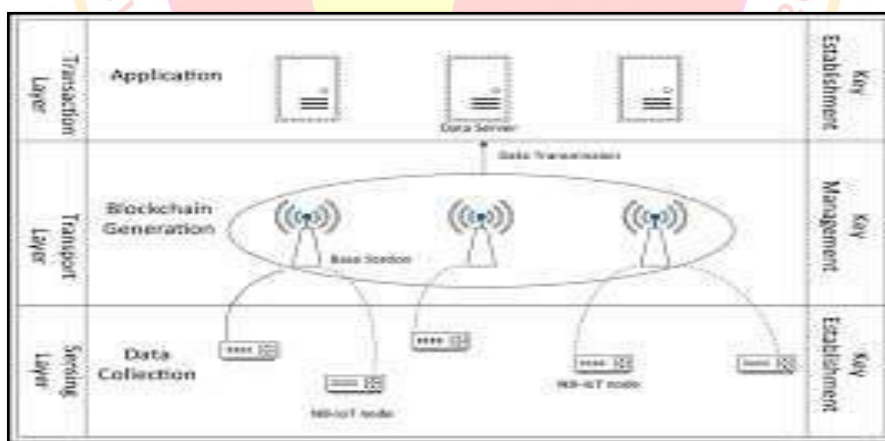 Transaction
Layer
Application
Data Server
Key
Establishment
Data Transmission
Transport
Layer
Blockchain
Generation
Base Station
Key
Management
Sensing
Layer
Data
Collection
NB-IoT node
NB-IoT node
Key
Establishment